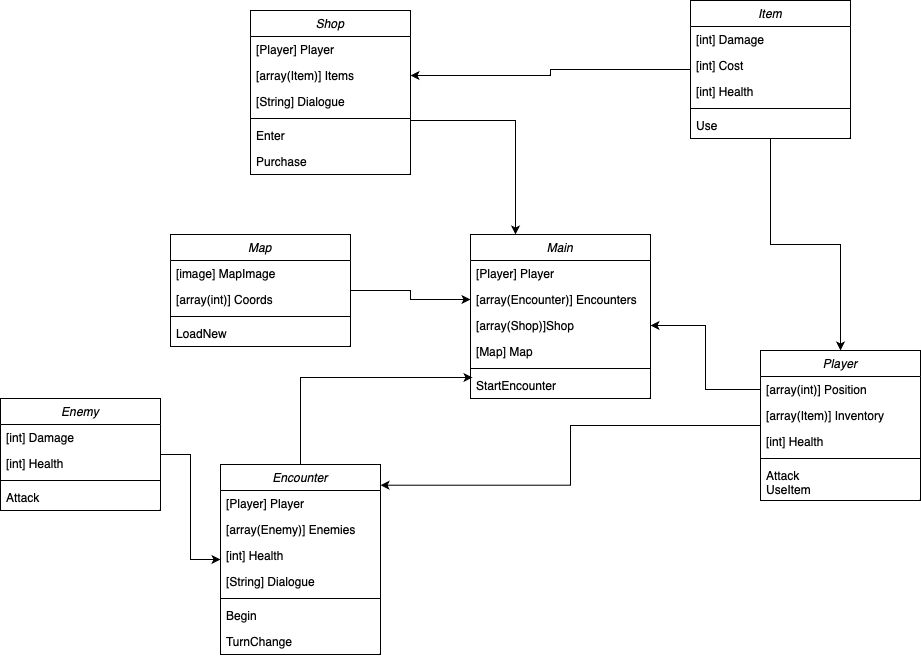 Shop
[Player] Player
[array(Item)] Items
[String] Dialogue
Enter
Purchase
Item
[int] Damage
[int] Cost
[int] Health
Use
Map
[image] MapImage
[array(int)] Coords
LoadNew
Main
[Player] Player
[array(Encounter)] Encounters
[array(Shop)]Shop
[Map] Map
StartEncounter
Player
[array(int)] Position
[array(Item)] Inventory
[int] Health
Attack
UseItem
Enemy
[int] Damage
[int] Health
Attack
Encounter
[Player] Player
[array(Enemy)] Enemies
[int] Health
[String] Dialogue
Begin
TurnChange